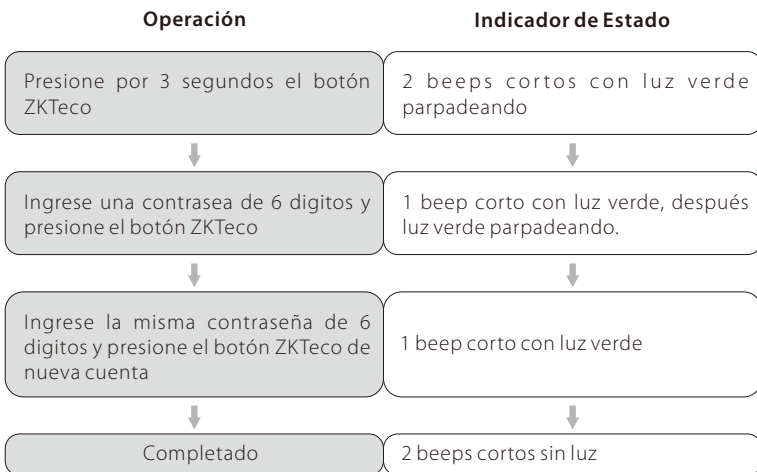 Operación
Indicador de Estado
Presione por 3 segundos el botón
ZKTeco
2 beeps cortos con luz verde
parpadeando
Ingrese una contrasea de 6 digitos y
presione el botón ZKTeco
1 beep corto con luz verde, después
luz verde parpadeando.
Ingrese la misma contraseña de 6
digitos y presione el botón ZKTeco de
nueva cuenta
1 beep corto con luz verde
Completado
2 beeps cortos sin luz